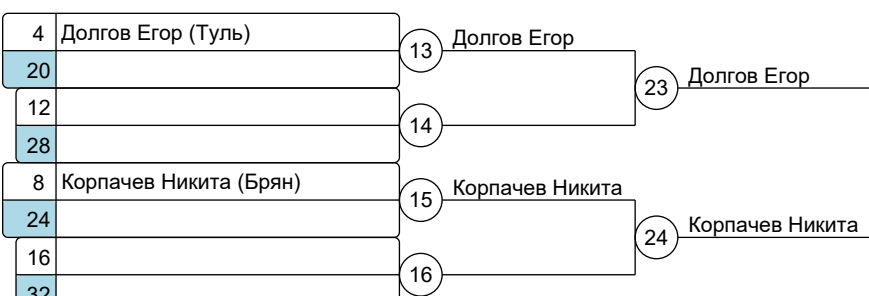 4 Долгов Егор (Туль)
13 Долгов Егор
20
23 Долгов Егор
12
14
28
8 Корпачев Никита (Брян)
15 Корпачев Никита
24
24 Корпачев Никита
16
16
32